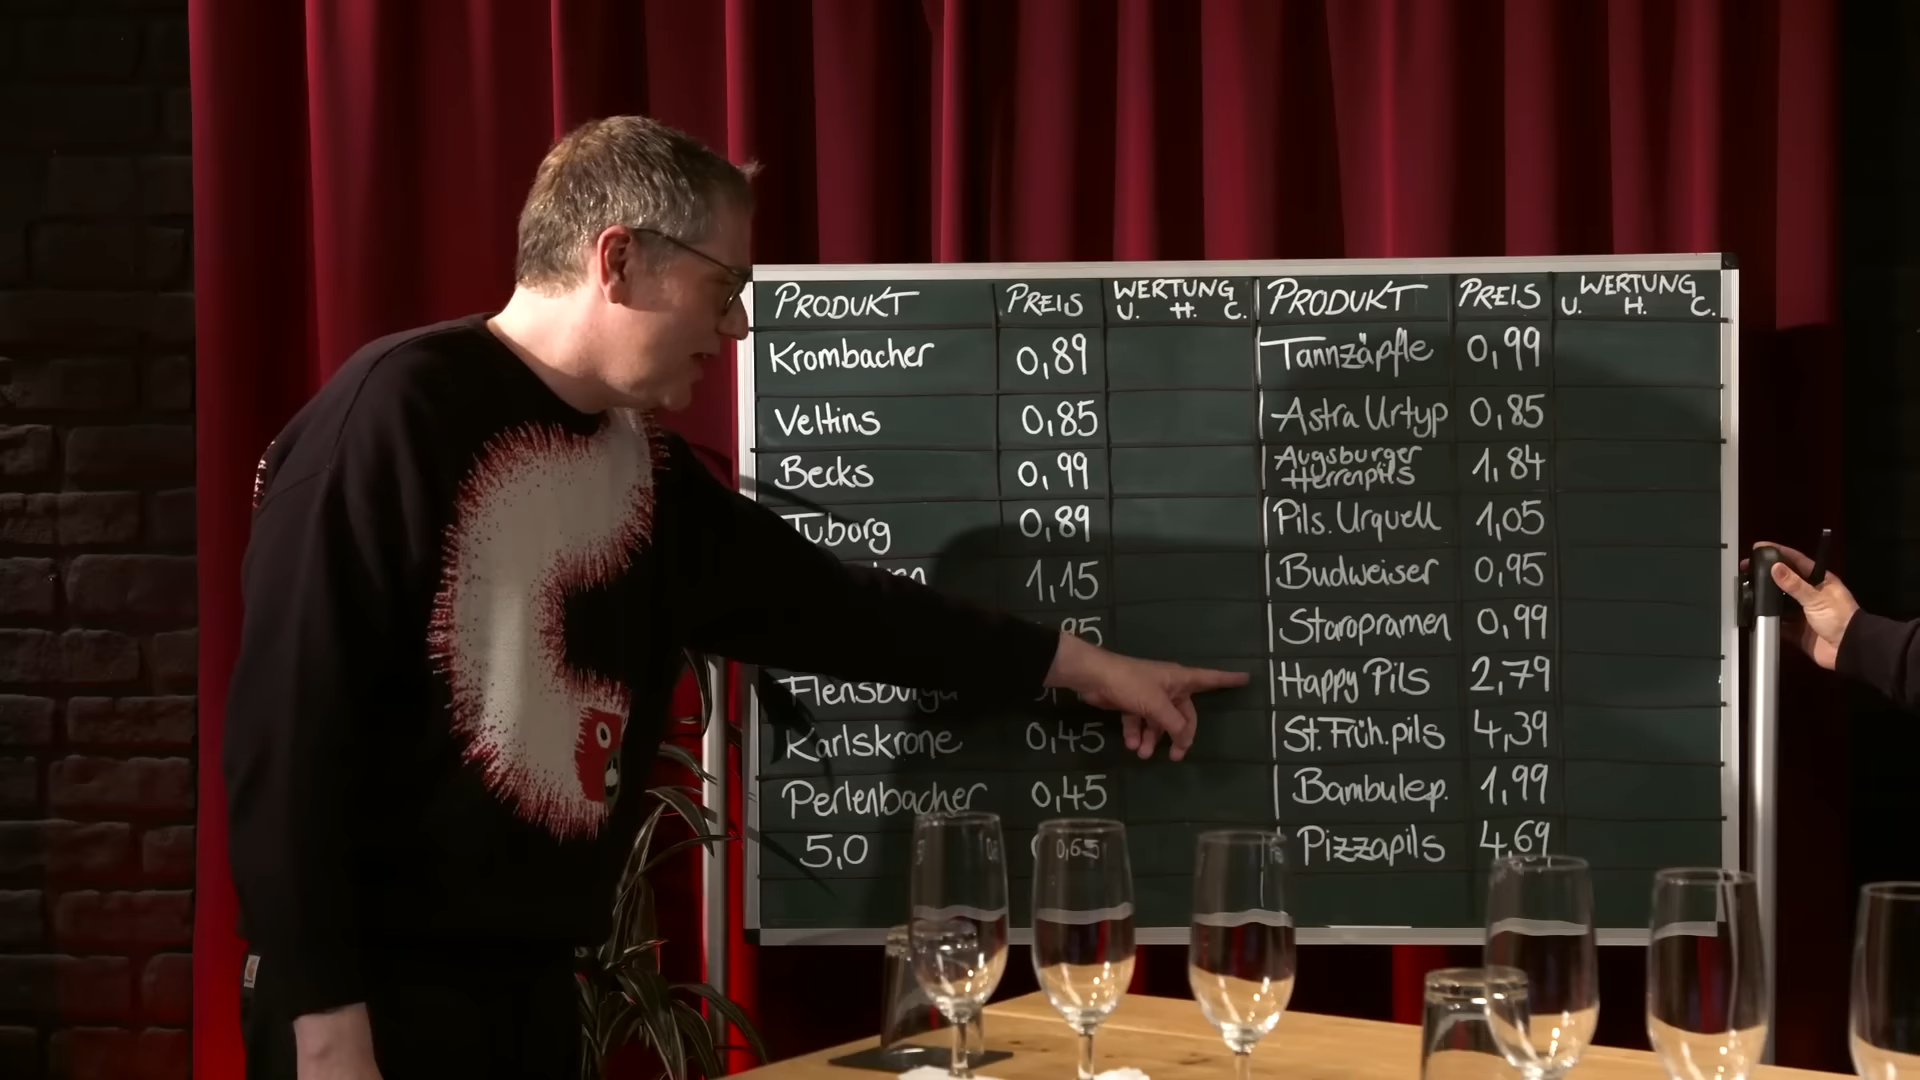 PRODUKT PREIS WERTUNG PRODUKT PREIS WERTUNG
U. H. C. U. H. C.
Krombacher 0,89 Tannzäpfle 0,99
Veltins 0,85 Astra Urtyp 0,85
Becks 0,99 Augsburger Herrenpils 1,84
Tuborg 0,89 Pils. Urquell 1,05
1,15 Budweiser 0,95
Staropramen 0,99
Happy Pils 2,79
Karlskrone 0,45 St. Früh.pils 4,39
Perlenbacher 0,45 Bambulep. 1,99
5,0 0,65 Pizzapils 4,69